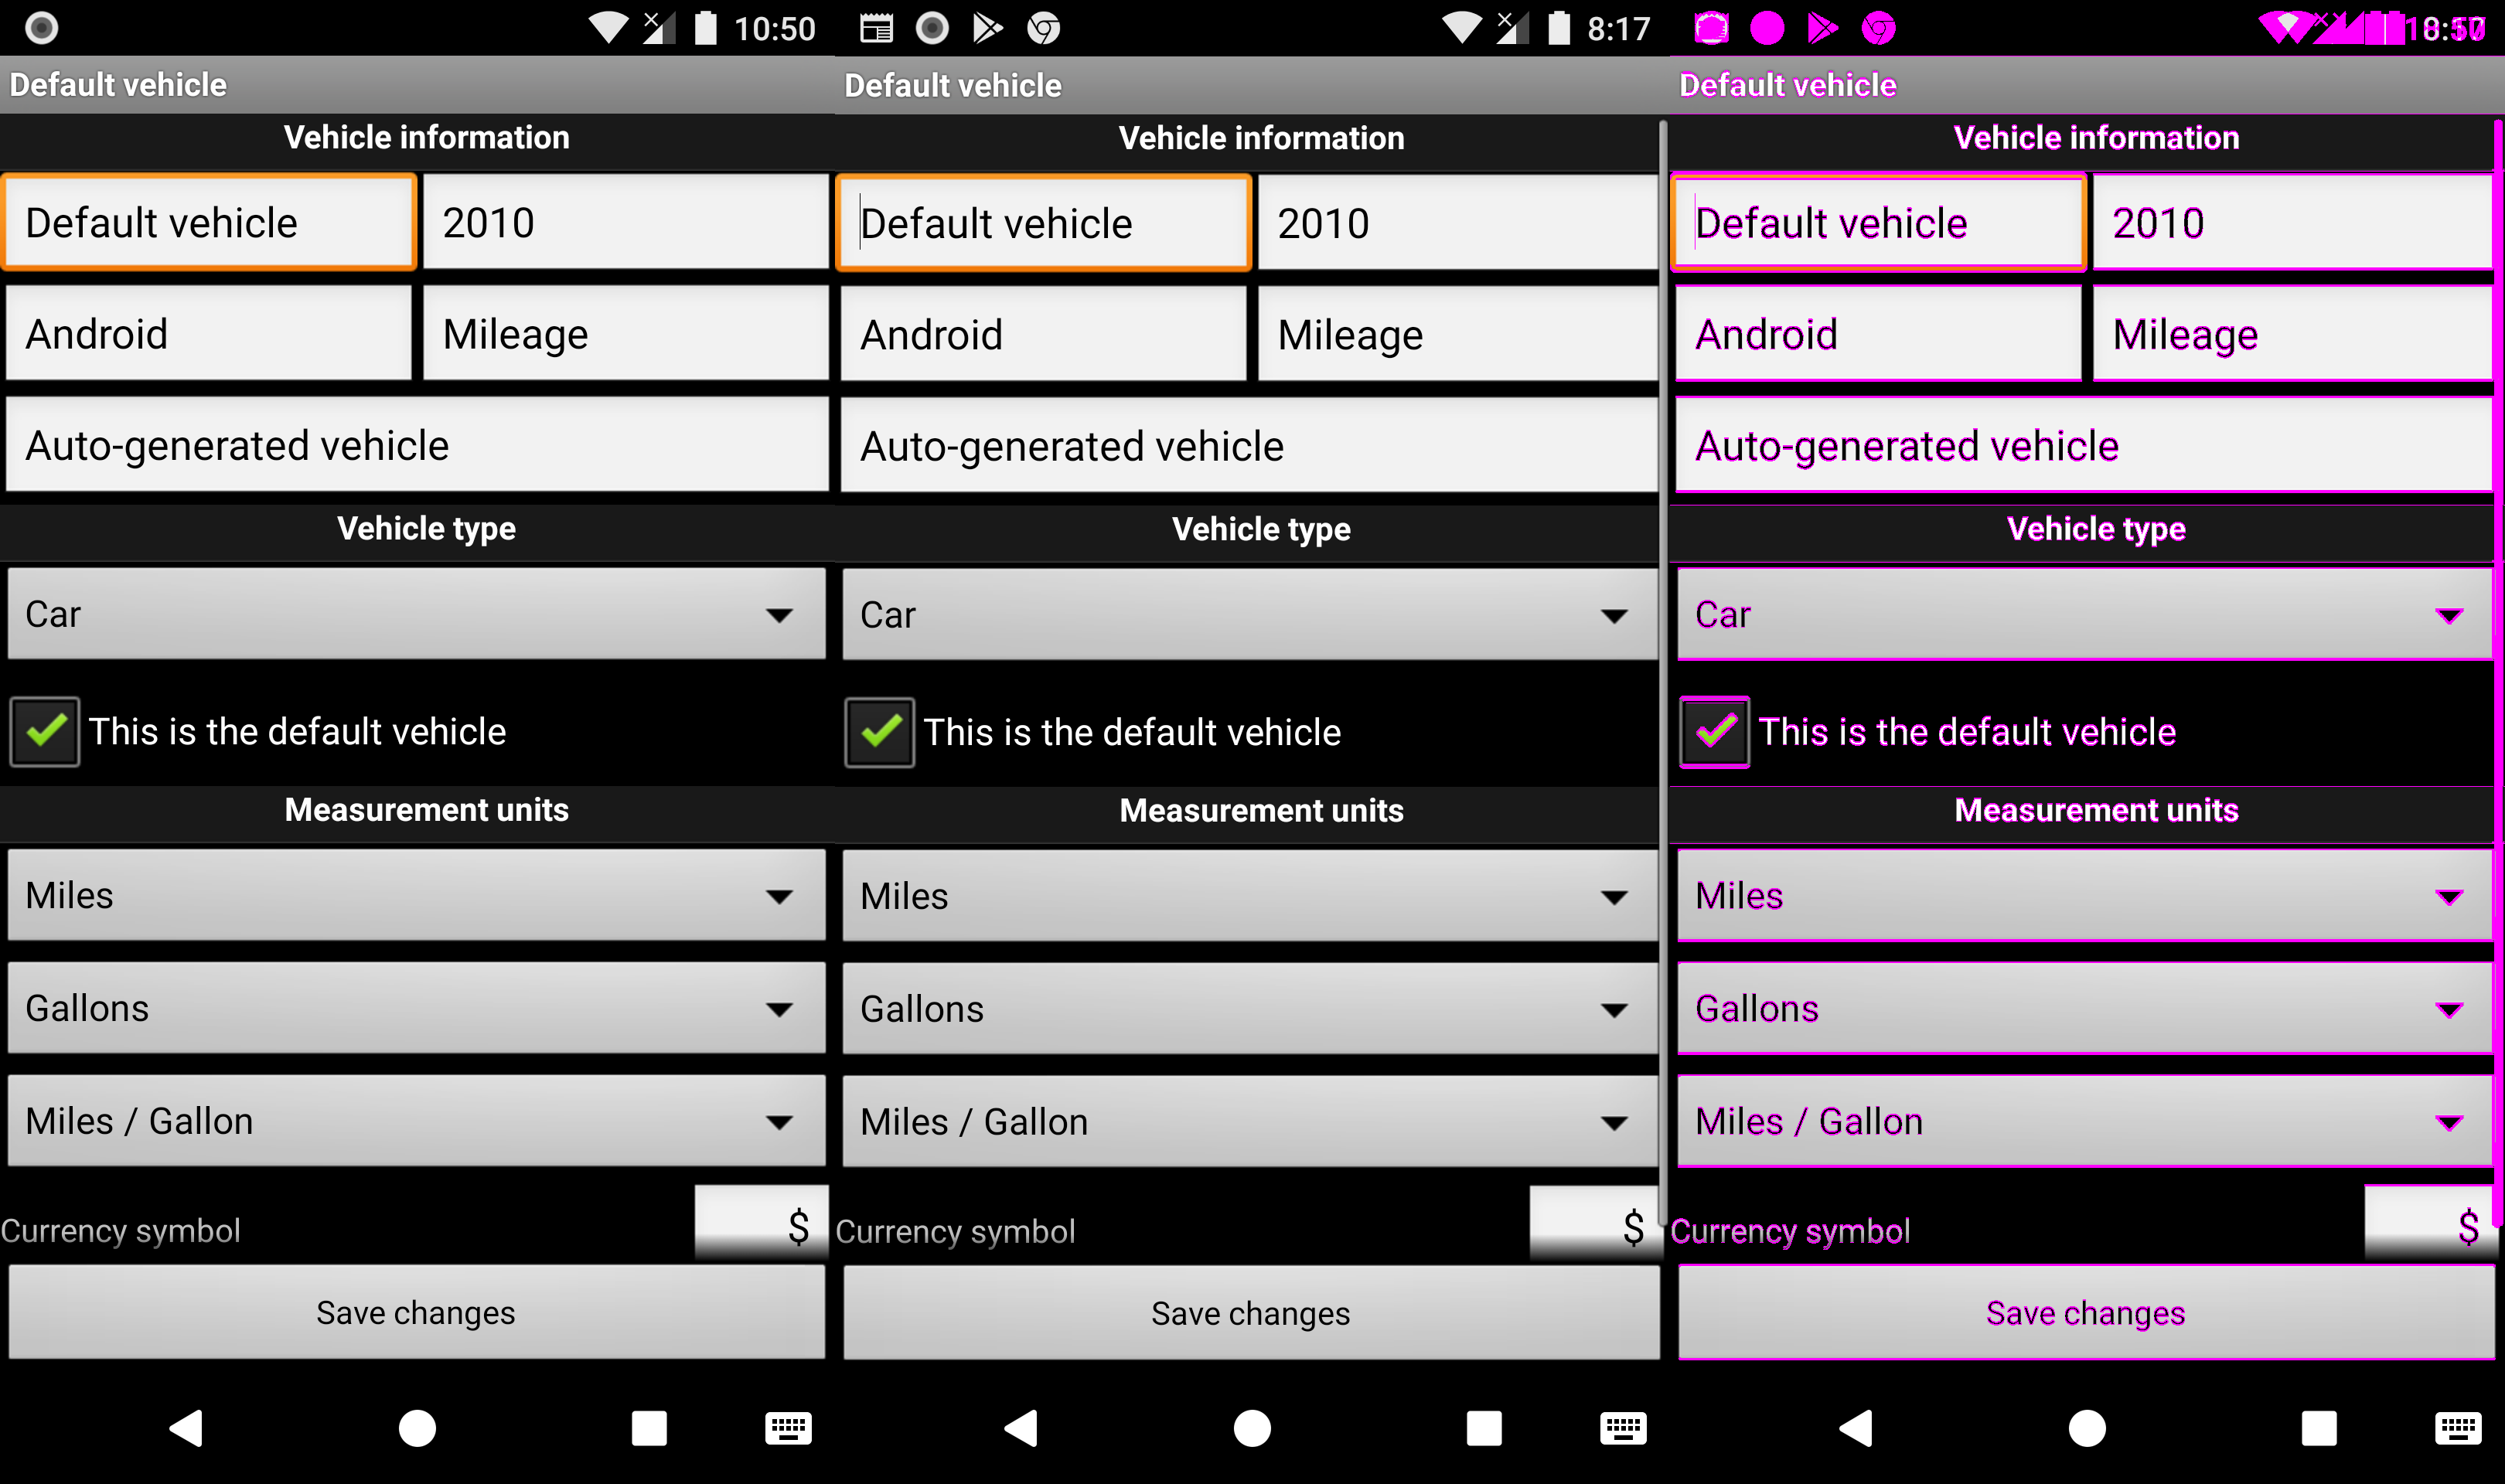 10:50
Default vehicle
Vehicle information
Default vehicle
2010
Android
Mileage
Auto-generated vehicle
Vehicle type
Car
This is the default vehicle
Measurement units
Miles
Gallons
Miles / Gallon
Currency symbol
$
Save changes
8:17
Default vehicle
Vehicle information
Default vehicle
2010
Android
Mileage
Auto-generated vehicle
Vehicle type
Car
This is the default vehicle
Measurement units
Miles
Gallons
Miles / Gallon
Currency symbol
$
Save changes
Default vehicle
Vehicle information
Default vehicle
2010
Android
Mileage
Auto-generated vehicle
Vehicle type
Car
This is the default vehicle
Measurement units
Miles
Gallons
Miles / Gallon
Currency symbol
$
Save changes